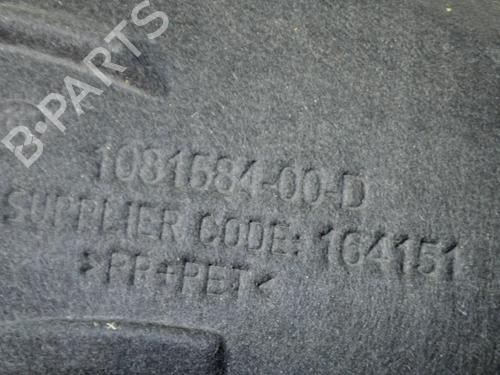 B-PARTS
1081584-00-D
SUPPLIER CODE: 164151
>PP+PET<